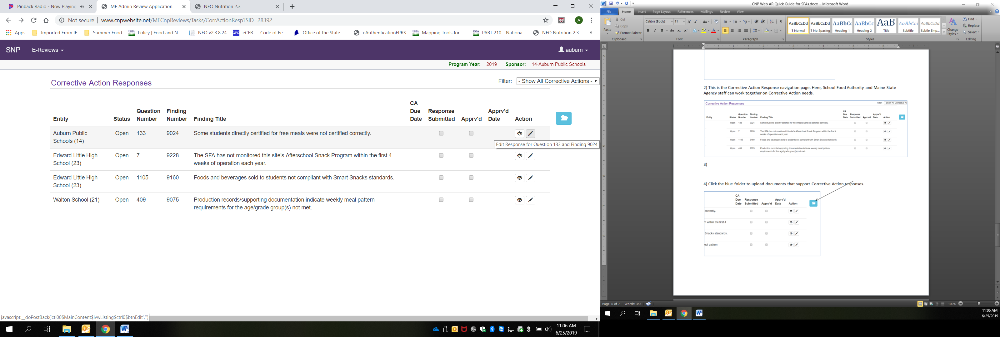 Pinback Radio - Now Playing
ME Admin Review Application
NEO Nutrition 2.3
Not secure | www.cnpwebsite.net/MECnpReviews/Tasks/CorrActionResp?SID=28392
A
Apps
Imported From IE
Summer Food
USDA
Policy | Food and N...
NEO v2.3.8.24
GPO
eCFR — Code of Fe...
Office of the State...
eAuthenticationFPRS
USDA
Mapping Tools for...
USDA
PART 210—Nationa...
NEO Nutrition 2.3
»
SNP
E-Reviews
auburn
Program Year: 2019 Sponsor: 14-Auburn Public Schools
Corrective Action Responses
Filter: - Show All Corrective Actions -
Entity
Status
Question Number
Finding Number
Finding Title
CA Due Date
Response Submitted
Apprv'd
Apprv'd Date
Action
Auburn Public Schools (14) Open 133 9024 Some students directly certified for free meals were not certified correctly.
Edit Response for Question 133 and Finding 9024
Edward Little High School (23) Open 7 9228 The SFA has not monitored this site's Afterschool Snack Program within the first 4 weeks of operation each year.
Edward Little High School (23) Open 1105 9160 Foods and beverages sold to students not compliant with Smart Snacks standards.
Walton School (21) Open 409 9075 Production records/supporting documentation indicate weekly meal pattern requirements for the age/grade group(s) not met.
javascript:__doPostBack('ctl00$MainContent$lvwListing$ctrl0$btnEdit','')
11:06 AM
6/25/2019
CNP Web AR Quick Guide for SFAs.docx - Microsoft Word
File Home Insert Page Layout References Mailings Review View
Paste
Cut
Copy
Format Painter
Clipboard
Calibri (Body) 11
Font
Paragraph
AaBbCcDd ¶ Normal
AaBbCcDd ¶ No Spacing
AaBbCc Heading 1
AaBbCc Heading 2
AaB Title
AaBbCc Subtitle
AaBbCcDd Subtle Emp...
Styles
Change Styles
Find
Replace
Select
Editing
2) This is the Corrective Action Response navigation page. Here, School Food Authority and Maine State
Agency staff can work together on Corrective Action needs.
Corrective Action Responses
Filter: - Show All Corrective Ac
Entity
Status
Question Number
Finding Number
Finding Title
CA Due Date
Response Submitted
Apprv'd
Apprv'd Date
Action
Open 133 9024 Some students directly certified for free meals were not certified correctly.
Open 7 9228 The SFA has not monitored this site's Afterschool Snack Program within the first 4
weeks of operation each year.
Open 1105 9160 Foods and beverages sold to students not compliant with Smart Snacks standards.
Open 409 9075 Production records/supporting documentation indicate weekly meal pattern
requirements for the age/grade group(s) not met.
3)
4) Click the blue folder to upload documents that support Corrective Action responses.
CA Due Date
Response Submitted
Apprv'd
Apprv'd Date
Action
correctly.
m within the first 4
Snacks standards.
eal pattern
Page: 6 of 7 Words: 355
100%
11:06 AM
6/25/2019